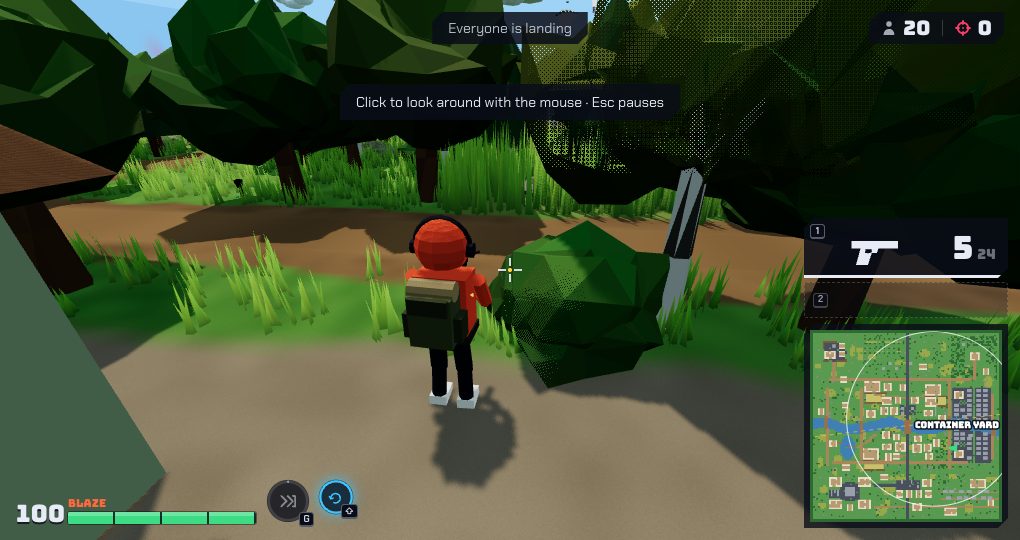 Everyone is landing
20
0
Click to look around with the mouse · Esc pauses
1
5 24
2
CONTAINER YARD
BLAZE
100
G